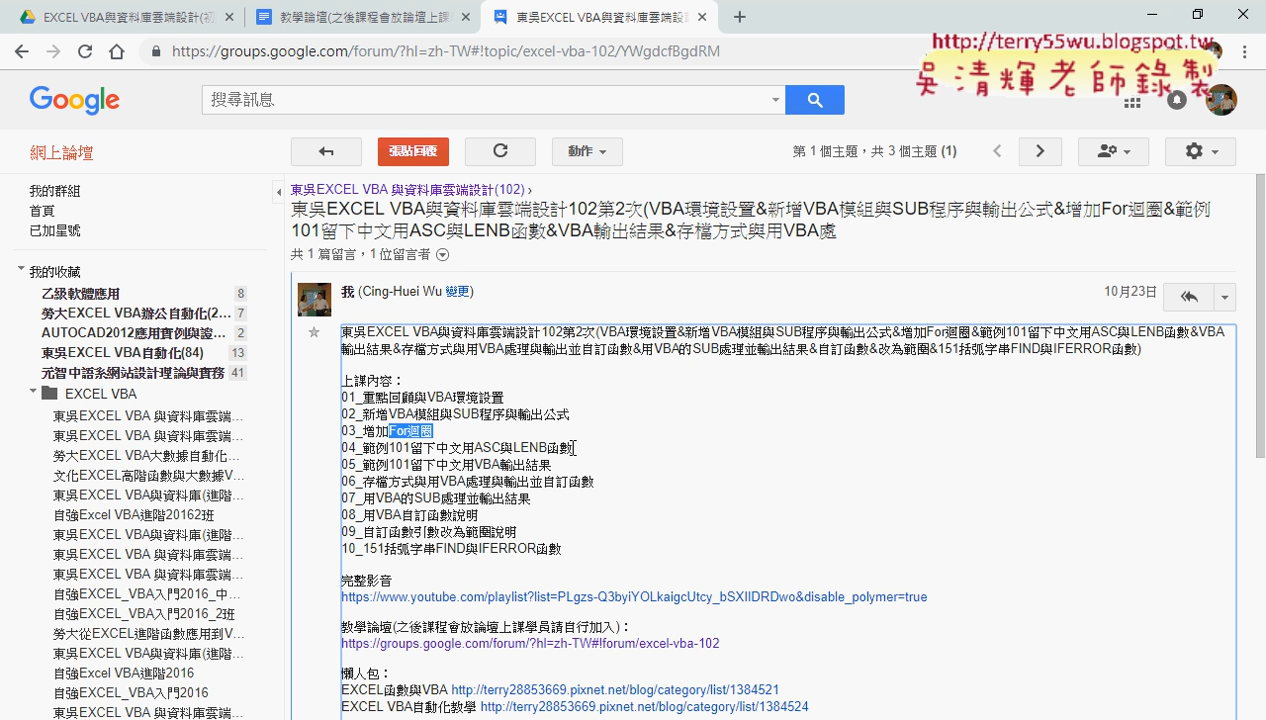 EXCEL VBA與資料庫雲端設計(初
教學論壇(之後課程會放論壇上課
東吳EXCEL VBA與資料庫雲端設
https://groups.google.com/forum/?hl=zh-TW#!topic/excel-vba-102/YWgdcfBgdRM
http://terry55wu.blogspot.tw
吳清輝老師錄製
Google
搜尋訊息
網上論壇
張貼回覆
動作
第 1 個主題，共 3 個主題 (1)
我的群組
首頁
已加星號
我的收藏
乙級軟體應用 8
勞大EXCEL VBA辦公自動化(2... 7
AUTOCAD2012應用實例與證... 2
東吳EXCEL VBA自動化(84) 13
元智中語系網站設計理論與實務 41
EXCEL VBA
東吳EXCEL VBA 與資料庫雲端...
東吳EXCEL VBA 與資料庫雲端...
勞大EXCEL VBA大數據自動化...
文化EXCEL高階函數與大數據V...
東吳EXCEL VBA與資料庫(進階...
自強Excel VBA進階20162班
東吳EXCEL VBA與資料庫(進階...
東吳EXCEL VBA 與資料庫雲端...
東吳EXCEL VBA 與資料庫雲端...
自強EXCEL_VBA入門2016_中...
自強EXCEL_VBA入門2016_2班
勞大從EXCEL進階函數應用到V...
東吳EXCEL VBA與資料庫(進階...
自強Excel VBA進階2016
自強EXCEL_VBA入門2016
東吳EXCEL VBA 與資料庫雲端...
東吳EXCEL VBA 與資料庫雲端設計(102) ›
東吳EXCEL VBA與資料庫雲端設計102第2次(VBA環境設置&新增VBA模組與SUB程序與輸出公式&增加For迴圈&範例
101留下中文用ASC與LENB函數&VBA輸出結果&存檔方式與用VBA處
共 1 篇留言，1 位留言者
我 (Cing-Huei Wu 變更)
10月23日
東吳EXCEL VBA與資料庫雲端設計102第2次(VBA環境設置&新增VBA模組與SUB程序與輸出公式&增加For迴圈&範例101留下中文用ASC與LENB函數&VBA
輸出結果&存檔方式與用VBA處理與輸出並自訂函數&用VBA的SUB處理並輸出結果&自訂函數&改為範圍&151括弧字串FIND與IFERROR函數)
上課內容：
01_重點回顧與VBA環境設置
02_新增VBA模組與SUB程序與輸出公式
03_增加For迴圈
04_範例101留下中文用ASC與LENB函數
05_範例101留下中文用VBA輸出結果
06_存檔方式與用VBA處理與輸出並自訂函數
07_用VBA的SUB處理並輸出結果
08_用VBA自訂函數說明
09_自訂函數引數改為範圍說明
10_151括弧字串FIND與IFERROR函數
完整影音
https://www.youtube.com/playlist?list=PLgzs-Q3byiYOLkaigcUtcy_bSXIIDRDwo&disable_polymer=true
教學論壇(之後課程會放論壇上課學員請自行加入)：
https://groups.google.com/forum/?hl=zh-TW#!forum/excel-vba-102
懶人包：
EXCEL函數與VBA http://terry28853669.pixnet.net/blog/category/list/1384521
EXCEL VBA自動化教學 http://terry28853669.pixnet.net/blog/category/list/1384524